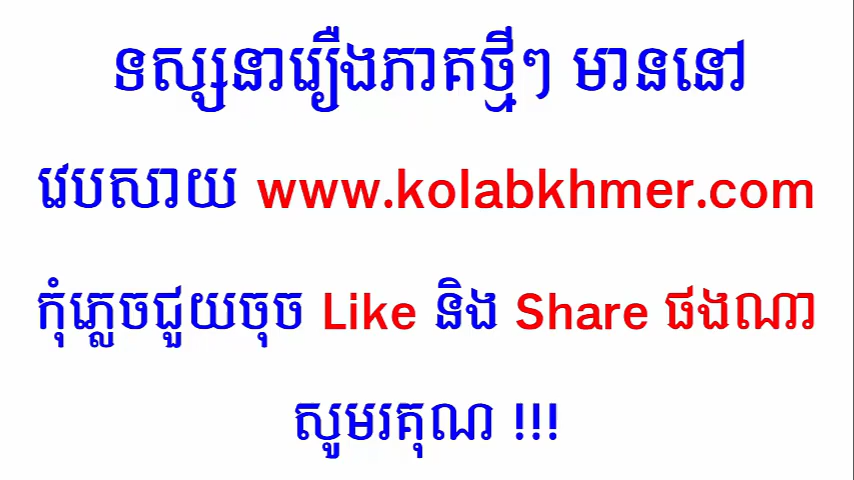 ទស្សនារឿងភាគថ្មីៗ មាននៅ
វេបសាយ www.kolabkhmer.com
កុំភ្លេចជួយចុច Like និង Share ផងណា
សូមរគុណ !!!